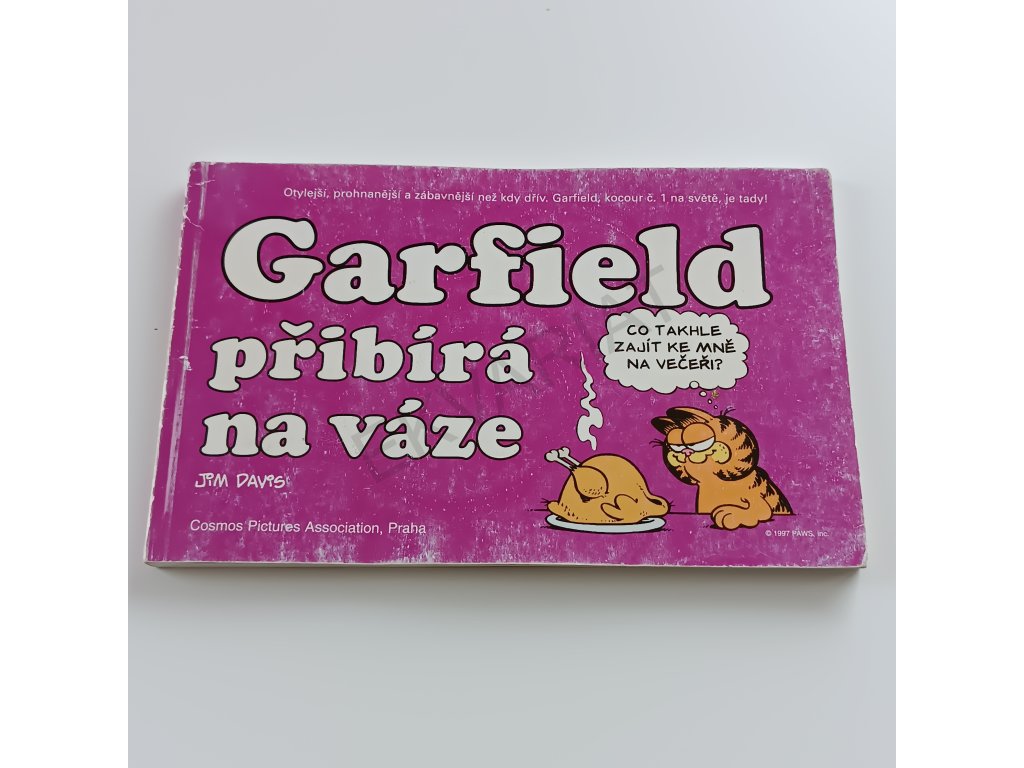 Otylejší, prohnanější a zábavnější než kdy dřív. Garfield, kocour č. 1 na světě, je tady!
Garfield
přibírá
na váze
CO TAKHLE
ZAJÍT KE MNĚ
NA VEČEŘI?
JIM DAVIS
Cosmos Pictures Association, Praha
© 1997 PAWS, Inc.